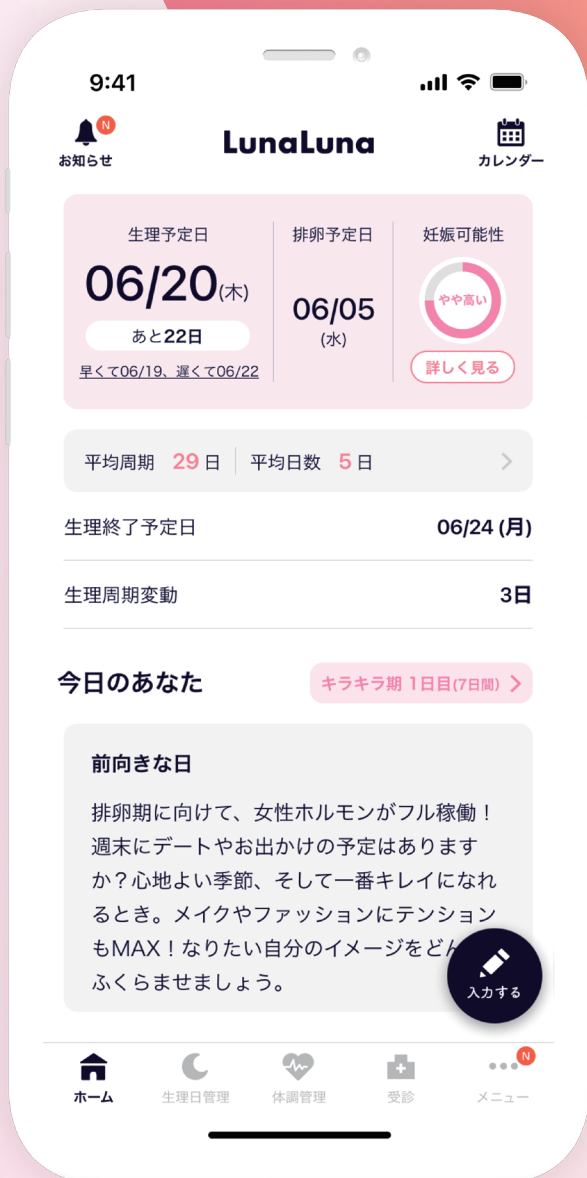 9:41
N
お知らせ
LunaLuna
カレンダー
生理予定日
06/20(木)
あと22日
早くて06/19、遅くて06/22
排卵予定日
06/05
(水)
妊娠可能性
やや高い
詳しく見る
平均周期 29日 平均日数 5日
生理終了予定日 06/24 (月)
生理周期変動 3日
今日のあなた
キラキラ期 1日目(7日間)
前向きな日
排卵期に向けて、女性ホルモンがフル稼働！
週末にデートやお出かけの予定はあります
か？心地よい季節、そして一番キレイになれ
るとき。メイクやファッションにテンション
もMAX！なりたい自分のイメージをど
ふくらませましょう。
入力する
ホーム
生理日管理
体調管理
受診
N
メニュー